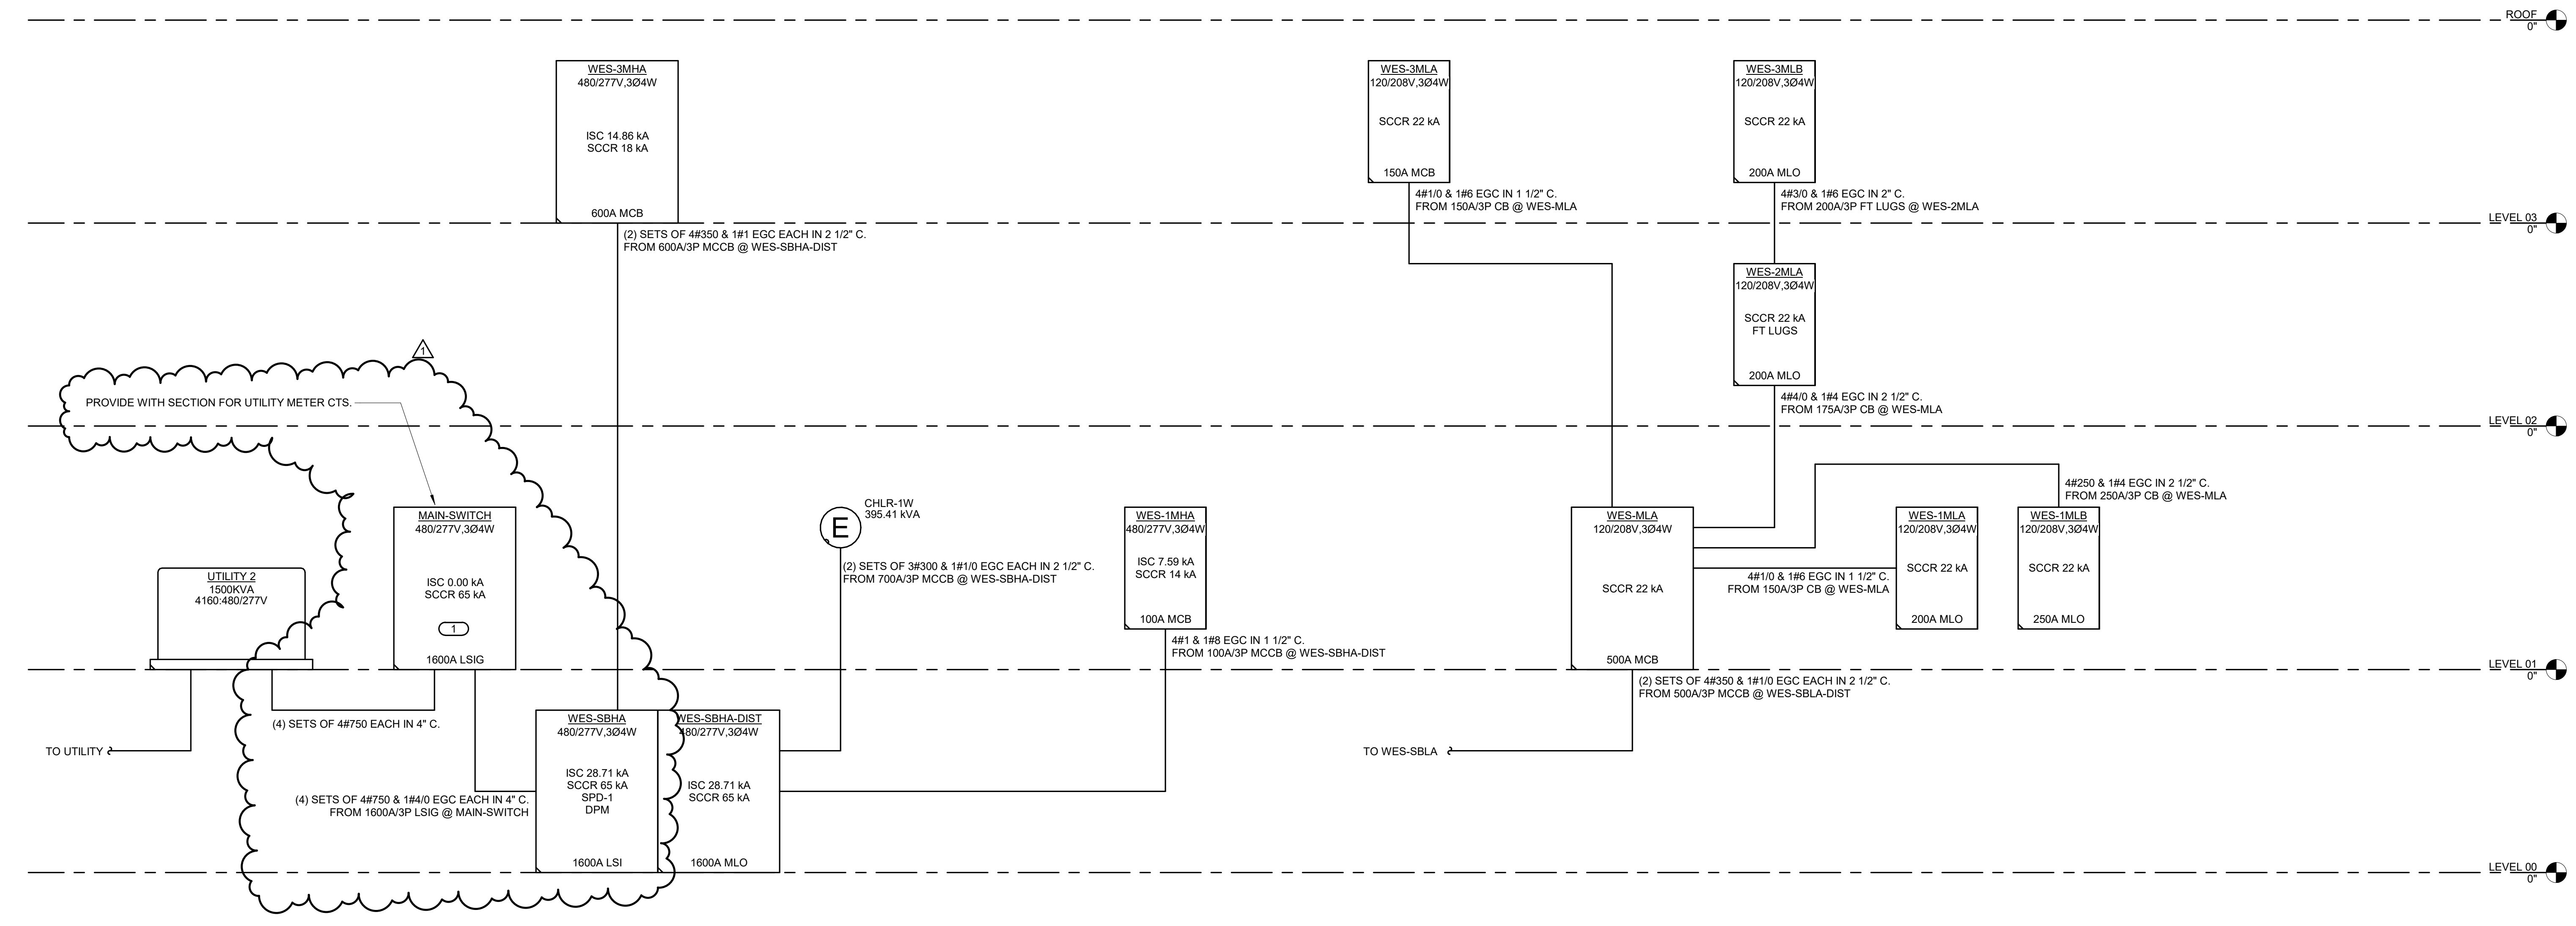 ROOF
0"
WES-3MHA
480/277V,3Ø4W
ISC 14.86 kA
SCCR 18 kA
600A MCB
WES-3MLA
120/208V,3Ø4W
SCCR 22 kA
150A MCB
WES-3MLB
120/208V,3Ø4W
SCCR 22 kA
200A MLO
4#1/0 & 1#6 EGC IN 1 1/2" C.
FROM 150A/3P CB @ WES-MLA
4#3/0 & 1#6 EGC IN 2" C.
FROM 200A/3P FT LUGS @ WES-2MLA
LEVEL 03
0"
(2) SETS OF 4#350 & 1#1 EGC EACH IN 2 1/2" C.
FROM 600A/3P MCCB @ WES-SBHA-DIST
WES-2MLA
120/208V,3Ø4W
SCCR 22 kA
FT LUGS
200A MLO
4#4/0 & 1#4 EGC IN 2 1/2" C.
FROM 175A/3P CB @ WES-MLA
1
PROVIDE WITH SECTION FOR UTILITY METER CTS.
LEVEL 02
0"
4#250 & 1#4 EGC IN 2 1/2" C.
FROM 250A/3P CB @ WES-MLA
UTILITY 2
1500KVA
4160:480/277V
MAIN-SWITCH
480/277V,3Ø4W
ISC 0.00 kA
SCCR 65 kA
1
1600A LSIG
E
CHLR-1W
395.41 kVA
(2) SETS OF 3#300 & 1#1/0 EGC EACH IN 2 1/2" C.
FROM 700A/3P MCCB @ WES-SBHA-DIST
WES-1MHA
480/277V,3Ø4W
ISC 7.59 kA
SCCR 14 kA
100A MCB
4#1 & 1#8 EGC IN 1 1/2" C.
FROM 100A/3P MCCB @ WES-SBHA-DIST
WES-MLA
120/208V,3Ø4W
SCCR 22 kA
500A MCB
4#1/0 & 1#6 EGC IN 1 1/2" C.
FROM 150A/3P CB @ WES-MLA
WES-1MLA
120/208V,3Ø4W
SCCR 22 kA
200A MLO
WES-1MLB
120/208V,3Ø4W
SCCR 22 kA
250A MLO
LEVEL 01
0"
(2) SETS OF 4#350 & 1#1/0 EGC EACH IN 2 1/2" C.
FROM 500A/3P MCCB @ WES-SBLA-DIST
(4) SETS OF 4#750 EACH IN 4" C.
TO UTILITY
TO WES-SBLA
(4) SETS OF 4#750 & 1#4/0 EGC EACH IN 4" C.
FROM 1600A/3P LSIG @ MAIN-SWITCH
WES-SBHA
480/277V,3Ø4W
ISC 28.71 kA
SCCR 65 kA
SPD-1
DPM
1600A LSI
WES-SBHA-DIST
480/277V,3Ø4W
ISC 28.71 kA
SCCR 65 kA
1600A MLO
LEVEL 00
0"